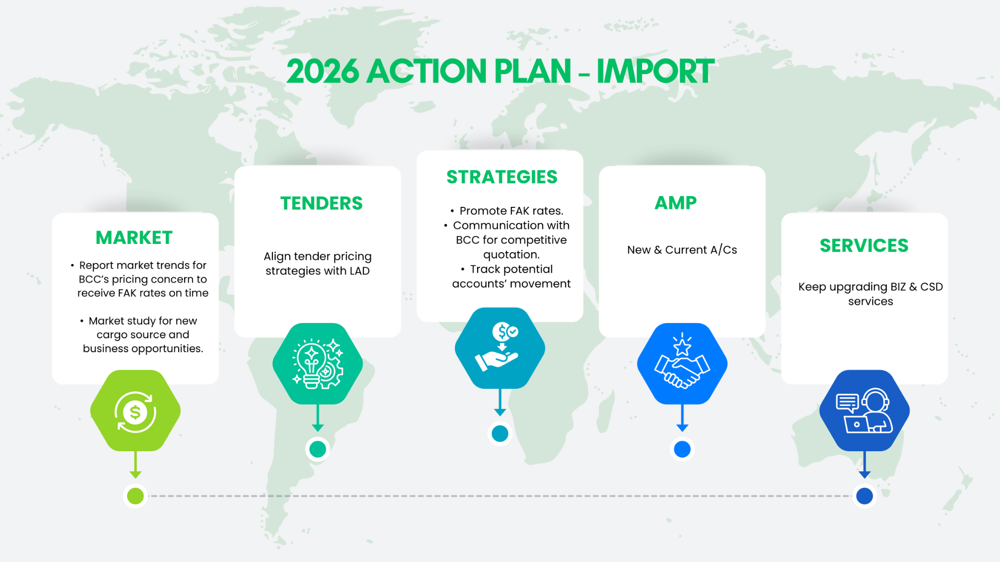 2026 ACTION PLAN – IMPORT
MARKET
• Report market trends for
BCC’s pricing concern to
receive FAK rates on time
• Market study for new
cargo source and
business opportunities.
TENDERS
Align tender pricing
strategies with LAD
STRATEGIES
• Promote FAK rates.
• Communication with
BCC for competitive
quotation.
• Track potential
accounts’ movement
AMP
New & Current A/Cs
SERVICES
Keep upgrading BIZ & CSD
services